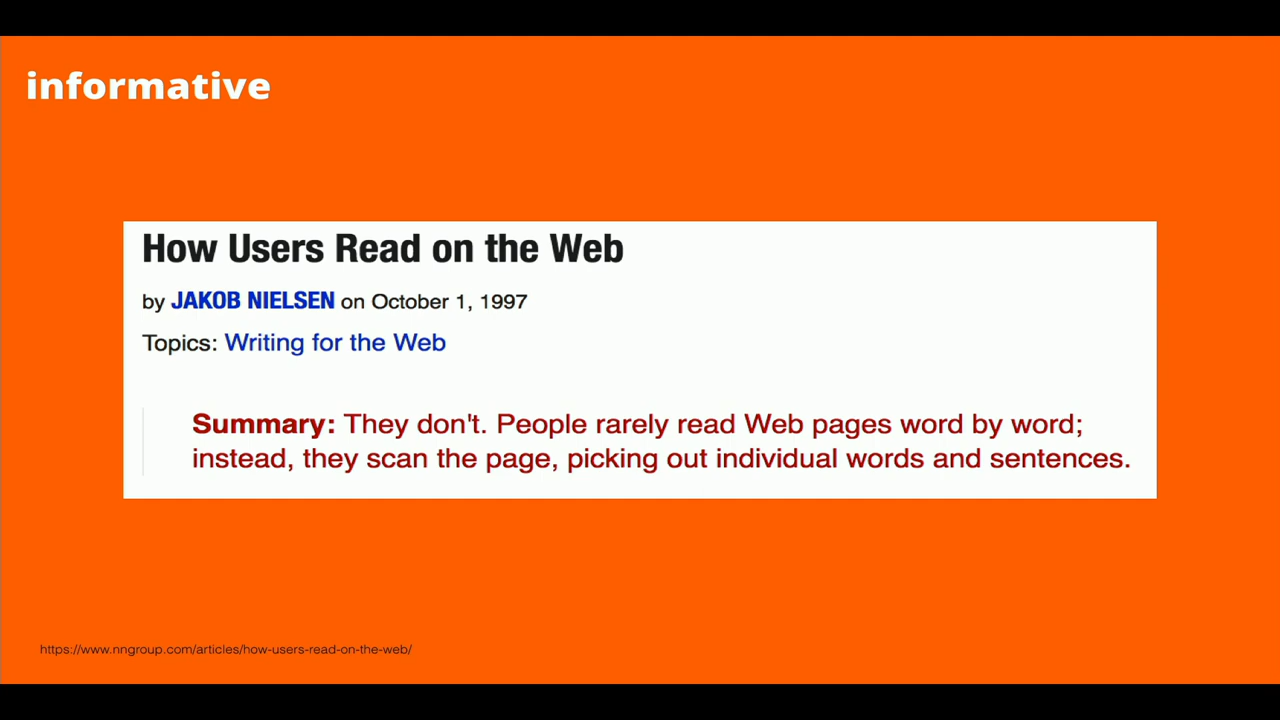 informative
How Users Read on the Web
by JAKOB NIELSEN on October 1, 1997
Topics: Writing for the Web
Summary: They don't. People rarely read Web pages word by word;
instead, they scan the page, picking out individual words and sentences.
https://www.nngroup.com/articles/how-users-read-on-the-web/